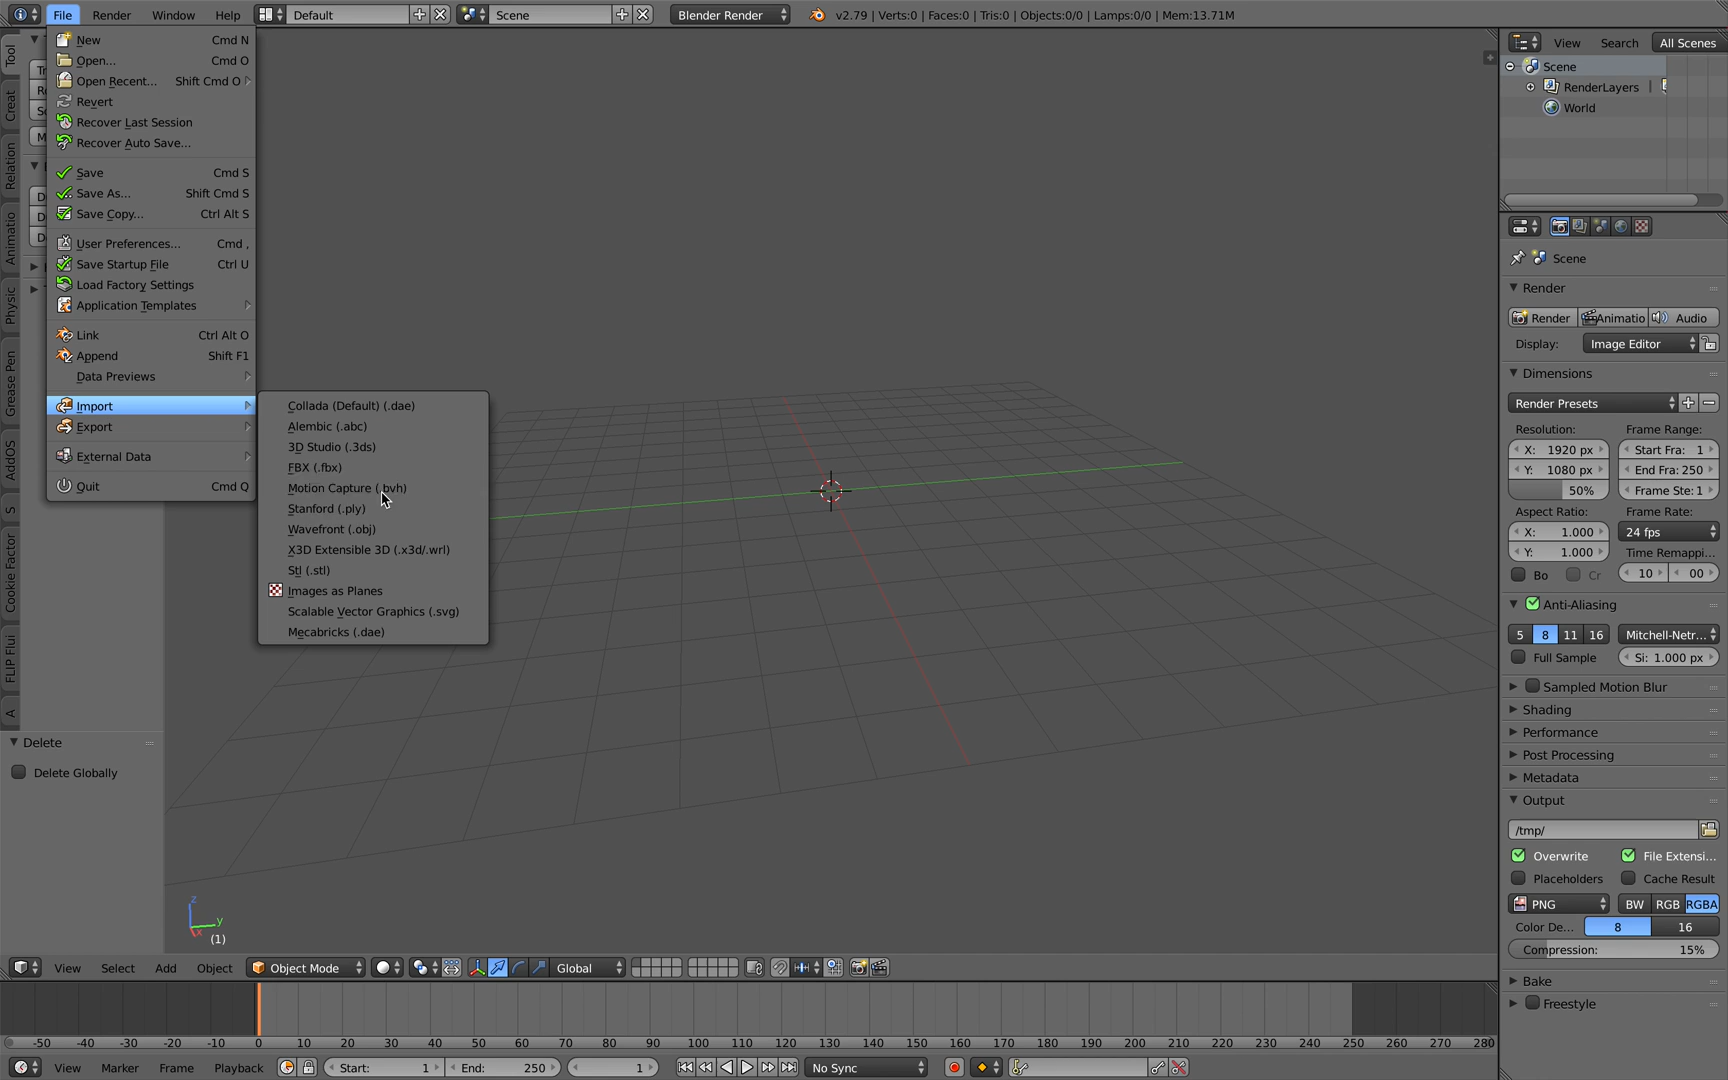 File Render Window Help Default Scene Blender Render v2.79 | Verts:0 | Faces:0 | Tris:0 | Objects:0/0 | Lamps:0/0 | Mem:13.71M
New Cmd N
Open... Cmd O
Open Recent... Shift Cmd O
Revert
Recover Last Session
Recover Auto Save...
Save Cmd S
Save As... Shift Cmd S
Save Copy... Ctrl Alt S
User Preferences... Cmd ,
Save Startup File Ctrl U
Load Factory Settings
Application Templates
Link Ctrl Alt O
Append Shift F1
Data Previews
Import
Export
External Data
Quit Cmd Q
Collada (Default) (.dae)
Alembic (.abc)
3D Studio (.3ds)
FBX (.fbx)
Motion Capture (.bvh)
Stanford (.ply)
Wavefront (.obj)
X3D Extensible 3D (.x3d/.wrl)
Stl (.stl)
Images as Planes
Scalable Vector Graphics (.svg)
Mecabricks (.dae)
Tool
Creat
Relation
Animatio
Physic
Grease Pen
AddOS
S
Cookie Factor
FLIP Flui
A
Delete
Delete Globally
z
y
x
(1)
View Search All Scenes
Scene
RenderLayers |
World
Scene
Render
Render Animatio Audio
Display: Image Editor
Dimensions
Render Presets
Resolution: Frame Range:
X: 1920 px Start Fra: 1
Y: 1080 px End Fra: 250
50% Frame Ste: 1
Aspect Ratio: Frame Rate:
X: 1.000 24 fps
Y: 1.000 Time Remappi...
Bo Cr 10 00
Anti-Aliasing
5 8 11 16 Mitchell-Netr...
Full Sample Si: 1.000 px
Sampled Motion Blur
Shading
Performance
Post Processing
Metadata
Output
/tmp/
Overwrite File Extensi...
Placeholders Cache Result
PNG BW RGB RGBA
Color De... 8 16
Compression: 15%
Bake
Freestyle
View Select Add Object Object Mode Global
-50 -40 -30 -20 -10 0 10 20 30 40 50 60 70 80 90 100 110 120 130 140 150 160 170 180 190 200 210 220 230 240 250 260 270 280
View Marker Frame Playback Start: 1 End: 250 1 No Sync